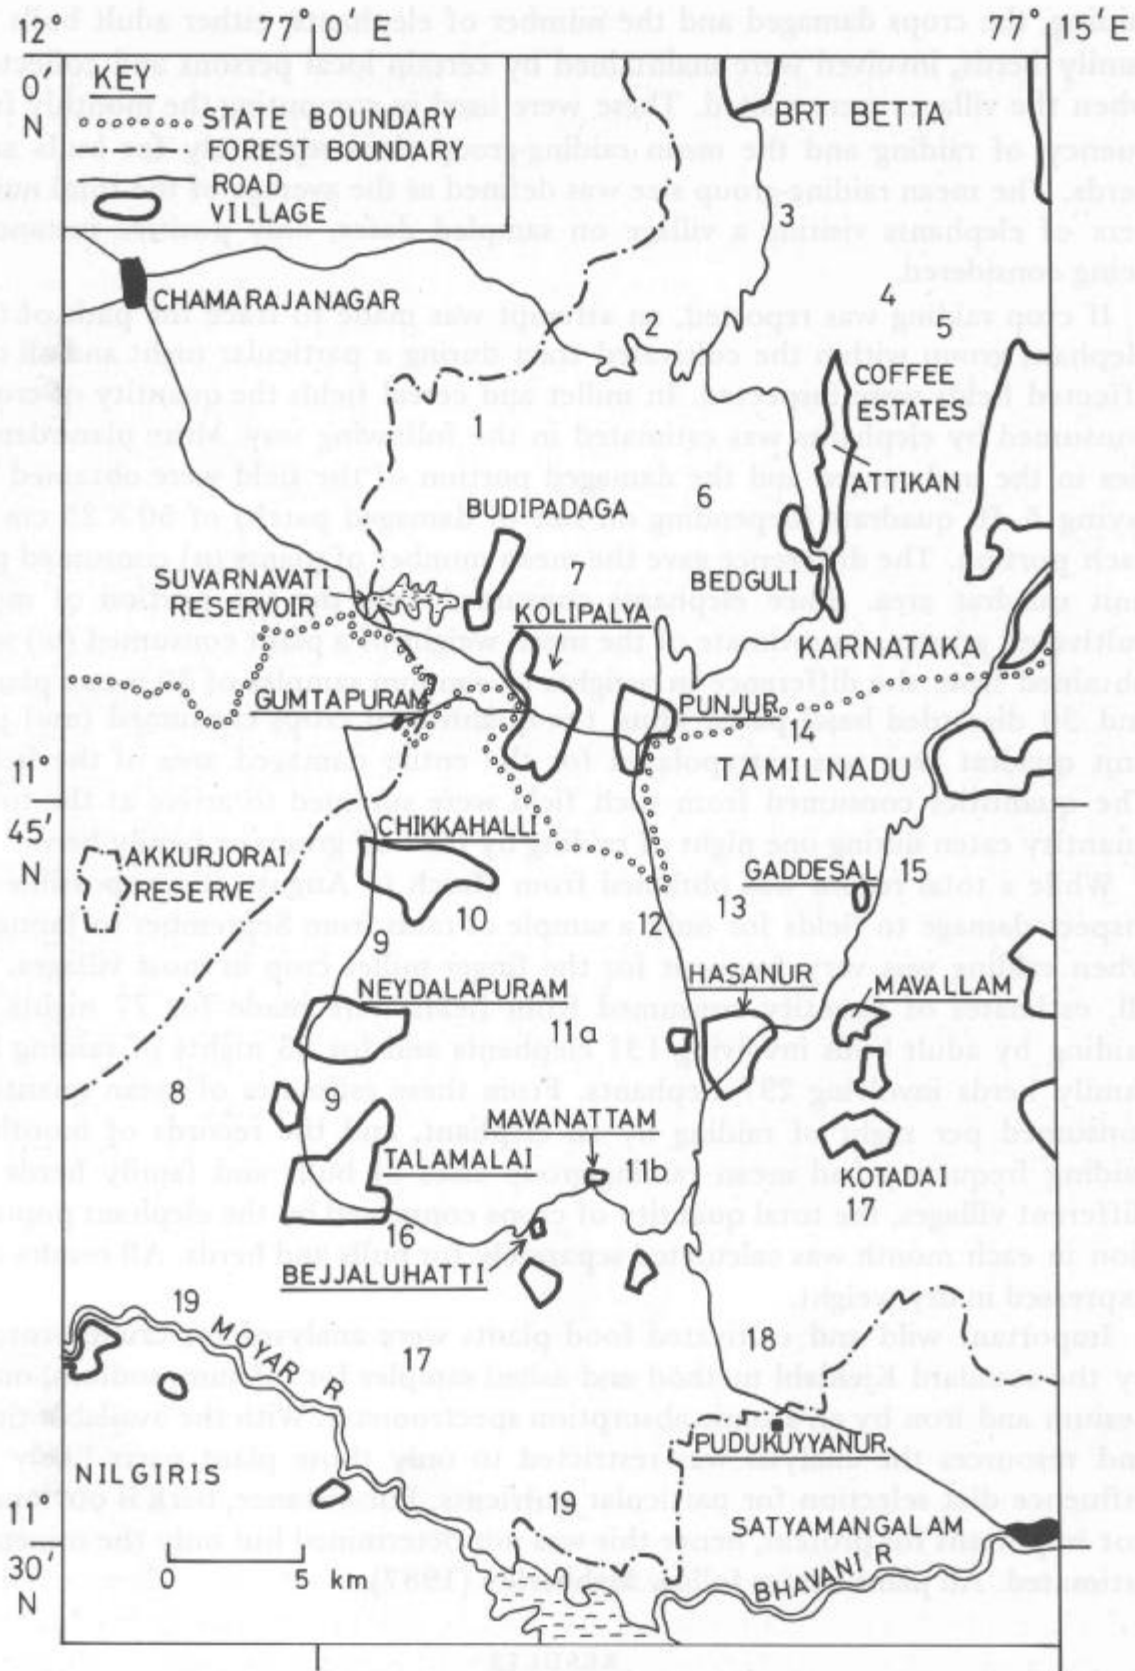 12°
77° 0′ E
77° 15′ E
0′
N
KEY
STATE BOUNDARY
FOREST BOUNDARY
ROAD
VILLAGE
BRT BETTA
3
CHAMARAJANAGAR
2
4
5
COFFEE
ESTATES
ATTIKAN
1
6
BUDIPADAGA
SUVARNAVATI
RESERVOIR
7
BEDGULI
KOLIPALYA
KARNATAKA
GUMTAPURAM
PUNJUR
14
TAMILNADU
11°
45′
N
CHIKKAHALLI
AKKURJORAI
RESERVE
GADDESAL
15
10
12
13
9
HASANUR
NEYDALAPURAM
MAVALLAM
11a
8
9
MAVANATTAM
TALAMALAI
11b
KOTADAI
17
16
BEJJALUHATTI
19
MOYAR R
17
18
PUDUKUYYANUR
NILGIRIS
11°
30′
N
19
SATYAMANGALAM
0 5 km
BHAVANI R